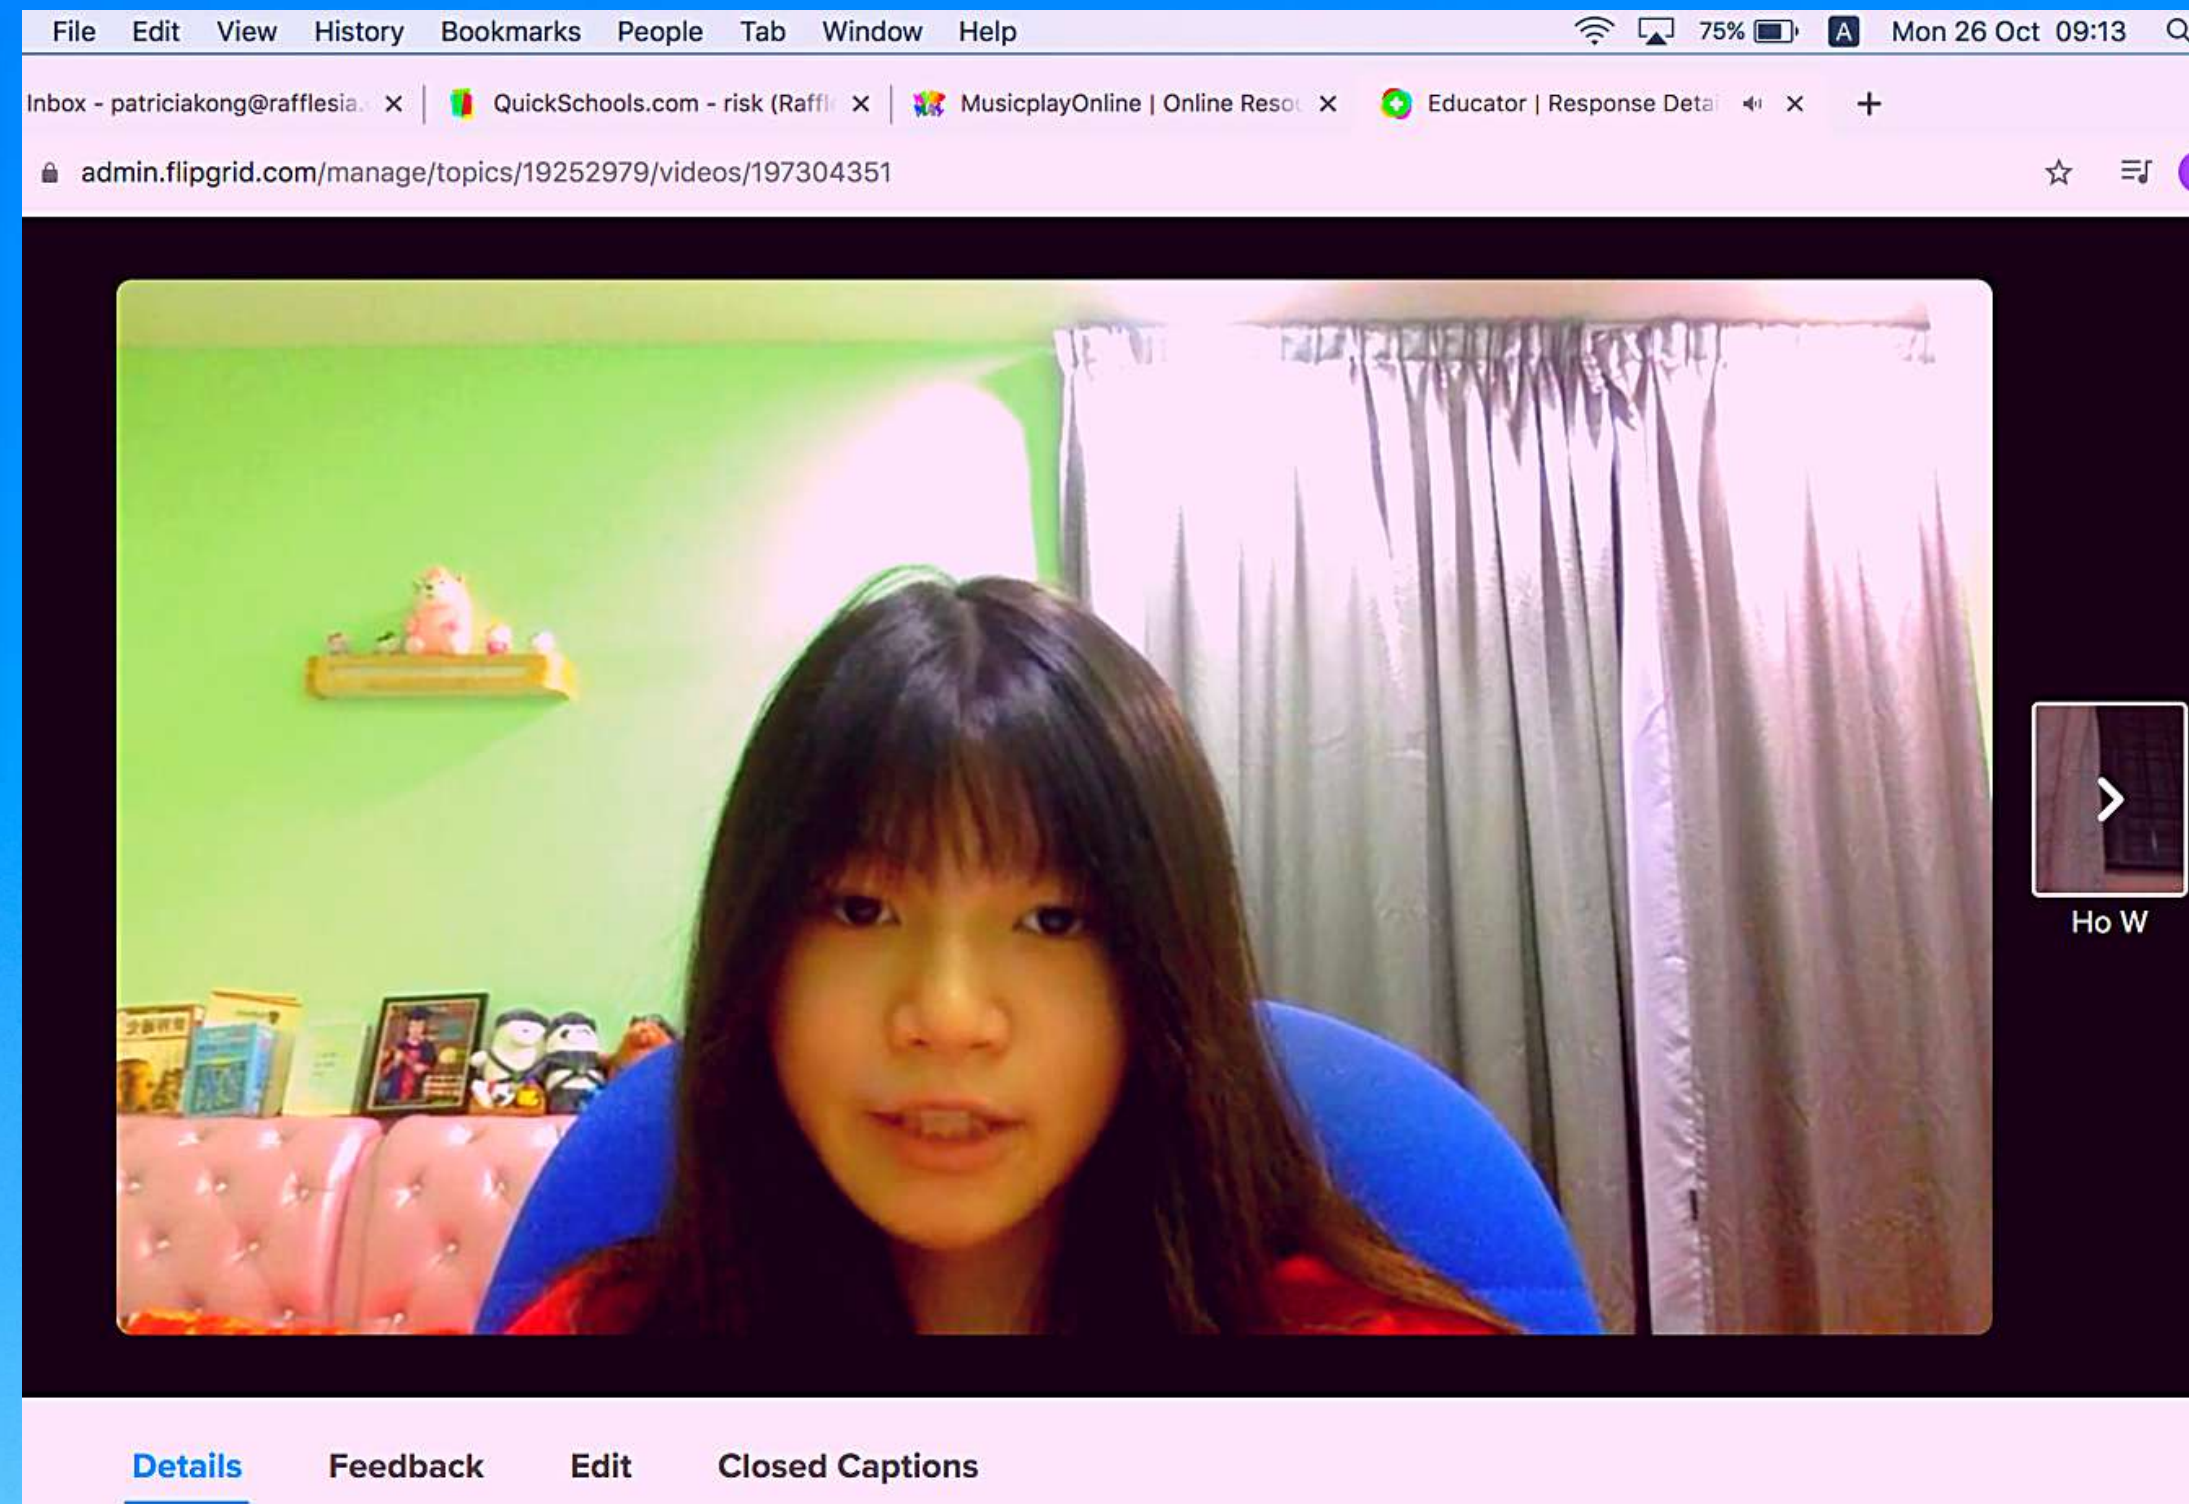 File Edit View History Bookmarks People Tab Window Help 75% A Mon 26 Oct 09:13
Inbox - patriciakong@rafflesia. QuickSchools.com - risk (Raffl MusicplayOnline | Online Reso Educator | Response Detai
admin.flipgrid.com/manage/topics/19252979/videos/197304351
Ho W
Details Feedback Edit Closed Captions